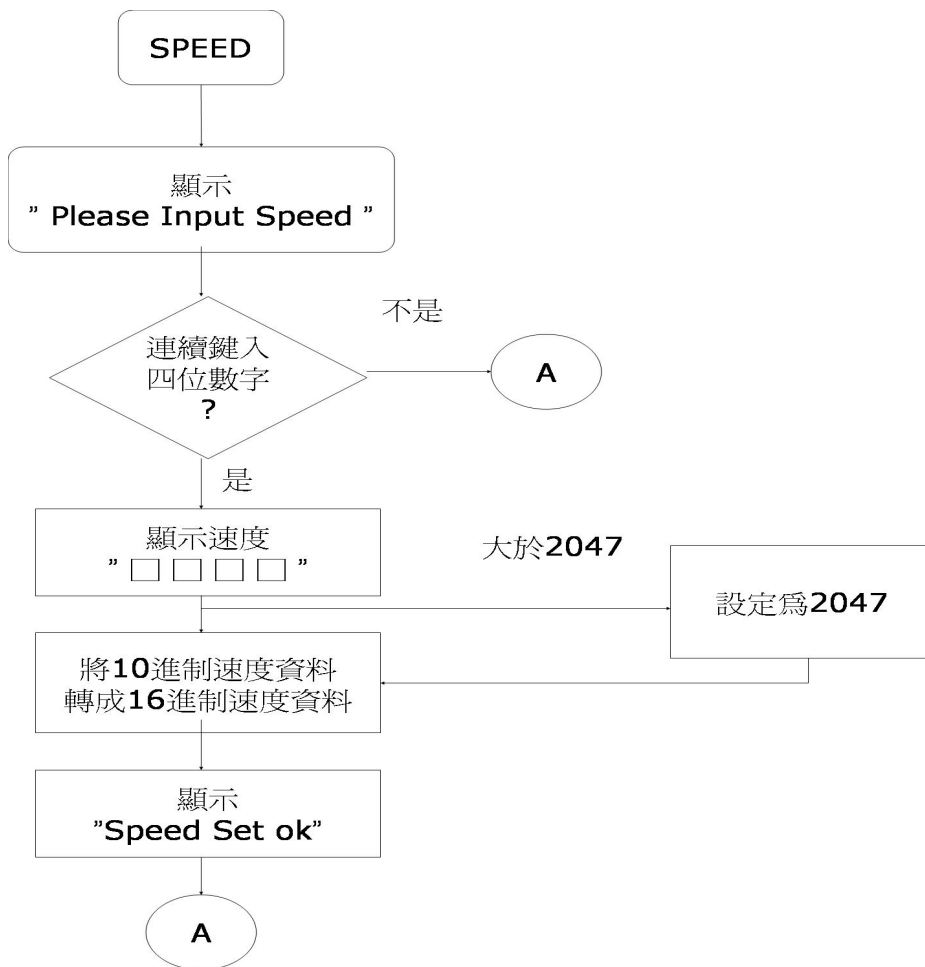 SPEED
顯示
” Please Input Speed ”
不是
連續鍵入
四位數字
?
A
是
顯示速度
” □ □ □ □ ”
大於2047
設定為2047
將10進制速度資料
轉成16進制速度資料
顯示
”Speed Set ok”
A